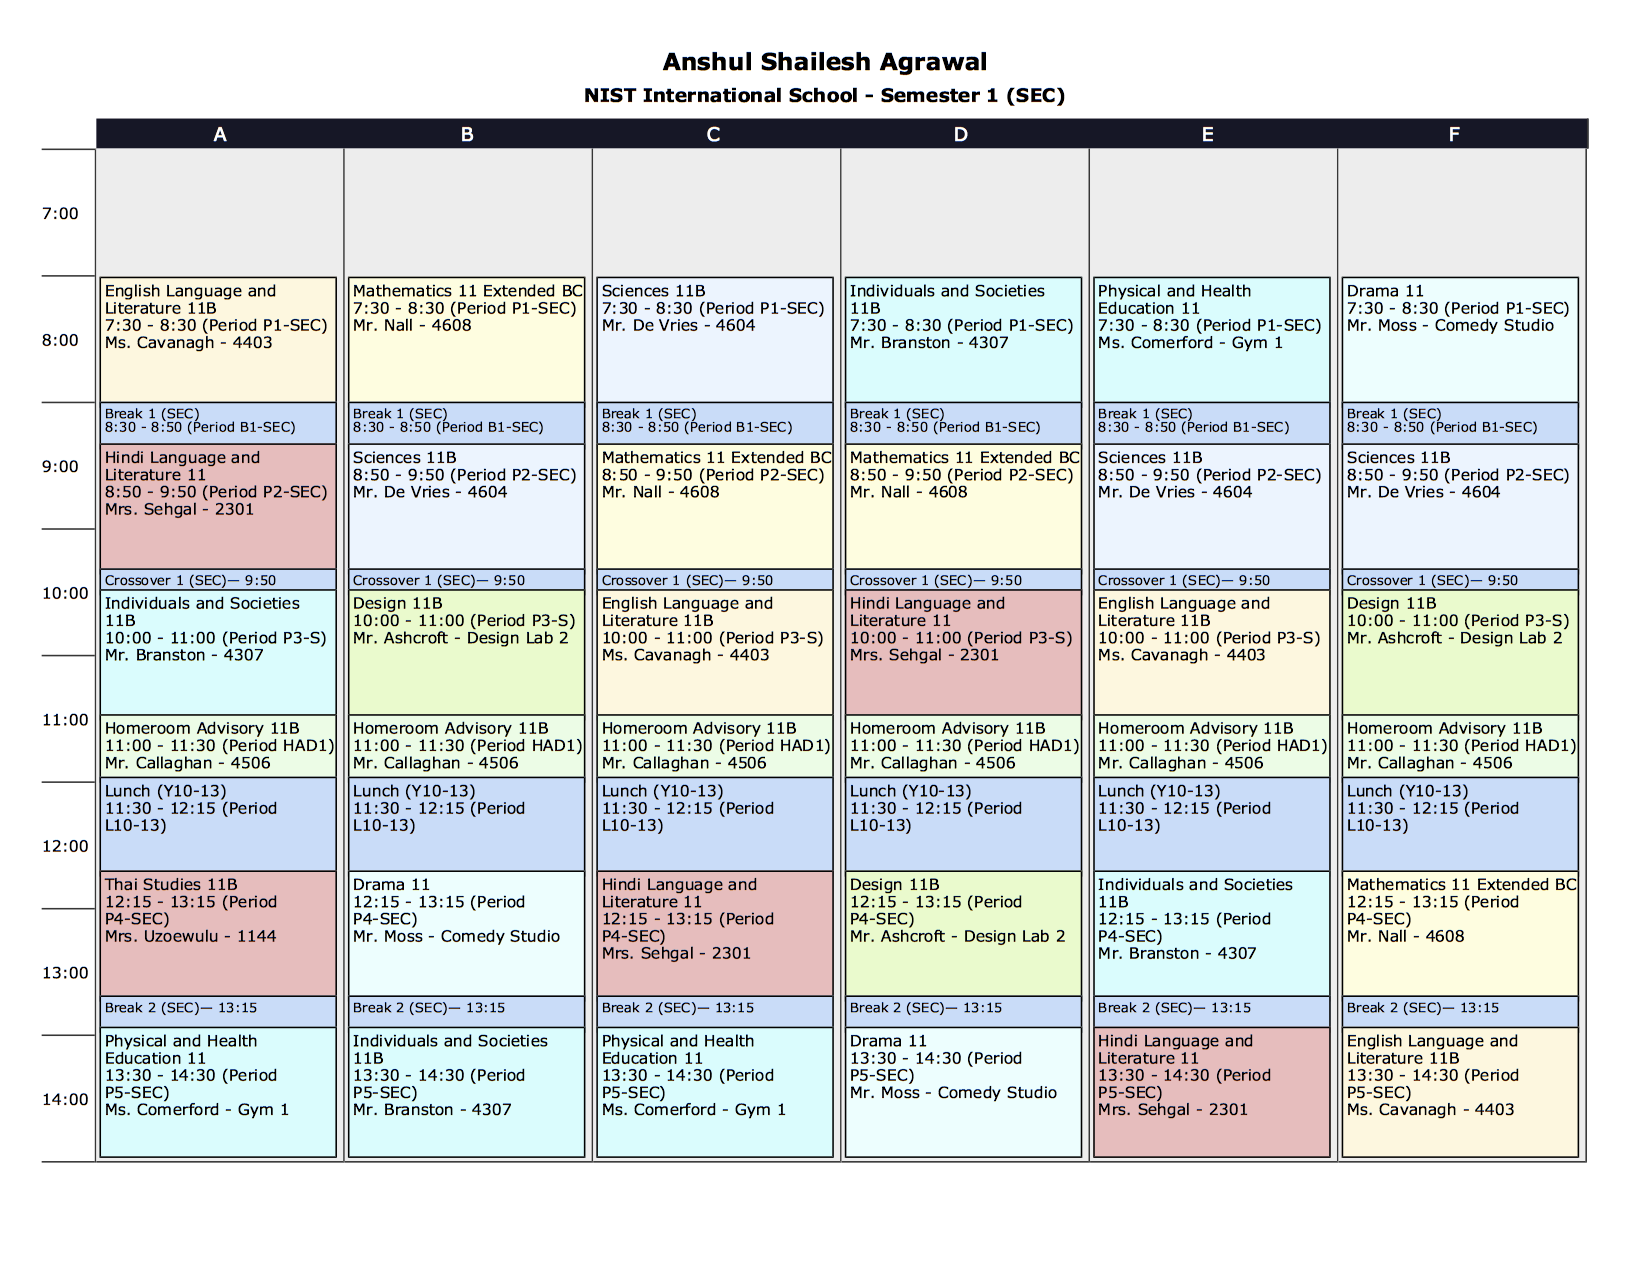 Anshul Shailesh Agrawal
NIST International School - Semester 1 (SEC)
A
B
C
D
E
F
7:00
8:00
English Language and
Literature 11B
7:30 - 8:30 (Period P1-SEC)
Ms. Cavanagh - 4403
Mathematics 11 Extended BC
7:30 - 8:30 (Period P1-SEC)
Mr. Nall - 4608
Sciences 11B
7:30 - 8:30 (Period P1-SEC)
Mr. De Vries - 4604
Individuals and Societies
11B
7:30 - 8:30 (Period P1-SEC)
Mr. Branston - 4307
Physical and Health
Education 11
7:30 - 8:30 (Period P1-SEC)
Ms. Comerford - Gym 1
Drama 11
7:30 - 8:30 (Period P1-SEC)
Mr. Moss - Comedy Studio
Break 1 (SEC)
8:30 - 8:50 (Period B1-SEC)
Break 1 (SEC)
8:30 - 8:50 (Period B1-SEC)
Break 1 (SEC)
8:30 - 8:50 (Period B1-SEC)
Break 1 (SEC)
8:30 - 8:50 (Period B1-SEC)
Break 1 (SEC)
8:30 - 8:50 (Period B1-SEC)
Break 1 (SEC)
8:30 - 8:50 (Period B1-SEC)
9:00
Hindi Language and
Literature 11
8:50 - 9:50 (Period P2-SEC)
Mrs. Sehgal - 2301
Sciences 11B
8:50 - 9:50 (Period P2-SEC)
Mr. De Vries - 4604
Mathematics 11 Extended BC
8:50 - 9:50 (Period P2-SEC)
Mr. Nall - 4608
Mathematics 11 Extended BC
8:50 - 9:50 (Period P2-SEC)
Mr. Nall - 4608
Sciences 11B
8:50 - 9:50 (Period P2-SEC)
Mr. De Vries - 4604
Sciences 11B
8:50 - 9:50 (Period P2-SEC)
Mr. De Vries - 4604
Crossover 1 (SEC)— 9:50
Crossover 1 (SEC)— 9:50
Crossover 1 (SEC)— 9:50
Crossover 1 (SEC)— 9:50
Crossover 1 (SEC)— 9:50
Crossover 1 (SEC)— 9:50
10:00
Individuals and Societies
11B
10:00 - 11:00 (Period P3-S)
Mr. Branston - 4307
Design 11B
10:00 - 11:00 (Period P3-S)
Mr. Ashcroft - Design Lab 2
English Language and
Literature 11B
10:00 - 11:00 (Period P3-S)
Ms. Cavanagh - 4403
Hindi Language and
Literature 11
10:00 - 11:00 (Period P3-S)
Mrs. Sehgal - 2301
English Language and
Literature 11B
10:00 - 11:00 (Period P3-S)
Ms. Cavanagh - 4403
Design 11B
10:00 - 11:00 (Period P3-S)
Mr. Ashcroft - Design Lab 2
11:00
Homeroom Advisory 11B
11:00 - 11:30 (Period HAD1)
Mr. Callaghan - 4506
Homeroom Advisory 11B
11:00 - 11:30 (Period HAD1)
Mr. Callaghan - 4506
Homeroom Advisory 11B
11:00 - 11:30 (Period HAD1)
Mr. Callaghan - 4506
Homeroom Advisory 11B
11:00 - 11:30 (Period HAD1)
Mr. Callaghan - 4506
Homeroom Advisory 11B
11:00 - 11:30 (Period HAD1)
Mr. Callaghan - 4506
Homeroom Advisory 11B
11:00 - 11:30 (Period HAD1)
Mr. Callaghan - 4506
Lunch (Y10-13)
11:30 - 12:15 (Period
L10-13)
Lunch (Y10-13)
11:30 - 12:15 (Period
L10-13)
Lunch (Y10-13)
11:30 - 12:15 (Period
L10-13)
Lunch (Y10-13)
11:30 - 12:15 (Period
L10-13)
Lunch (Y10-13)
11:30 - 12:15 (Period
L10-13)
Lunch (Y10-13)
11:30 - 12:15 (Period
L10-13)
12:00
Thai Studies 11B
12:15 - 13:15 (Period
P4-SEC)
Mrs. Uzoewulu - 1144
Drama 11
12:15 - 13:15 (Period
P4-SEC)
Mr. Moss - Comedy Studio
Hindi Language and
Literature 11
12:15 - 13:15 (Period
P4-SEC)
Mrs. Sehgal - 2301
Design 11B
12:15 - 13:15 (Period
P4-SEC)
Mr. Ashcroft - Design Lab 2
Individuals and Societies
11B
12:15 - 13:15 (Period
P4-SEC)
Mr. Branston - 4307
Mathematics 11 Extended BC
12:15 - 13:15 (Period
P4-SEC)
Mr. Nall - 4608
13:00
Break 2 (SEC)— 13:15
Break 2 (SEC)— 13:15
Break 2 (SEC)— 13:15
Break 2 (SEC)— 13:15
Break 2 (SEC)— 13:15
Break 2 (SEC)— 13:15
Physical and Health
Education 11
13:30 - 14:30 (Period
P5-SEC)
Ms. Comerford - Gym 1
Individuals and Societies
11B
13:30 - 14:30 (Period
P5-SEC)
Mr. Branston - 4307
Physical and Health
Education 11
13:30 - 14:30 (Period
P5-SEC)
Ms. Comerford - Gym 1
Drama 11
13:30 - 14:30 (Period
P5-SEC)
Mr. Moss - Comedy Studio
Hindi Language and
Literature 11
13:30 - 14:30 (Period
P5-SEC)
Mrs. Sehgal - 2301
English Language and
Literature 11B
13:30 - 14:30 (Period
P5-SEC)
Ms. Cavanagh - 4403
14:00